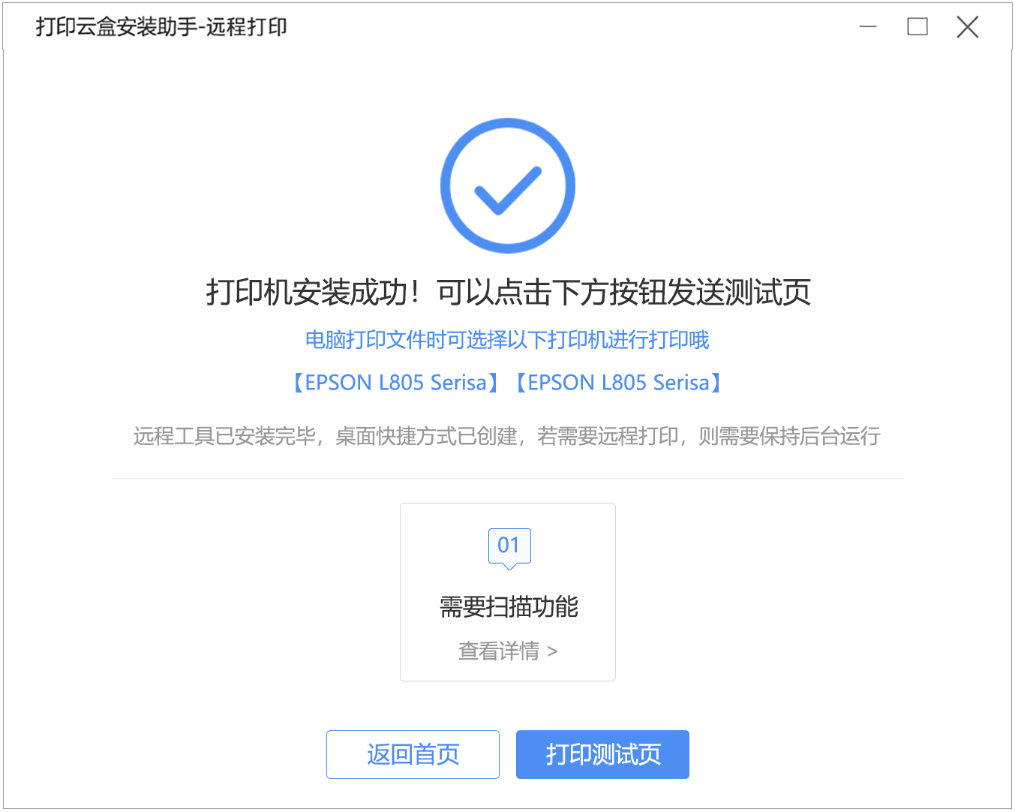 打印云盒安装助手-远程打印
打印机安装成功！可以点击下方按钮发送测试页
电脑打印文件时可选择以下打印机进行打印哦
【EPSON L805 Serisa】【EPSON L805 Serisa】
远程工具已安装完毕，桌面快捷方式已创建，若需要远程打印，则需要保持后台运行
01
需要扫描功能
查看详情 >
返回首页 打印测试页